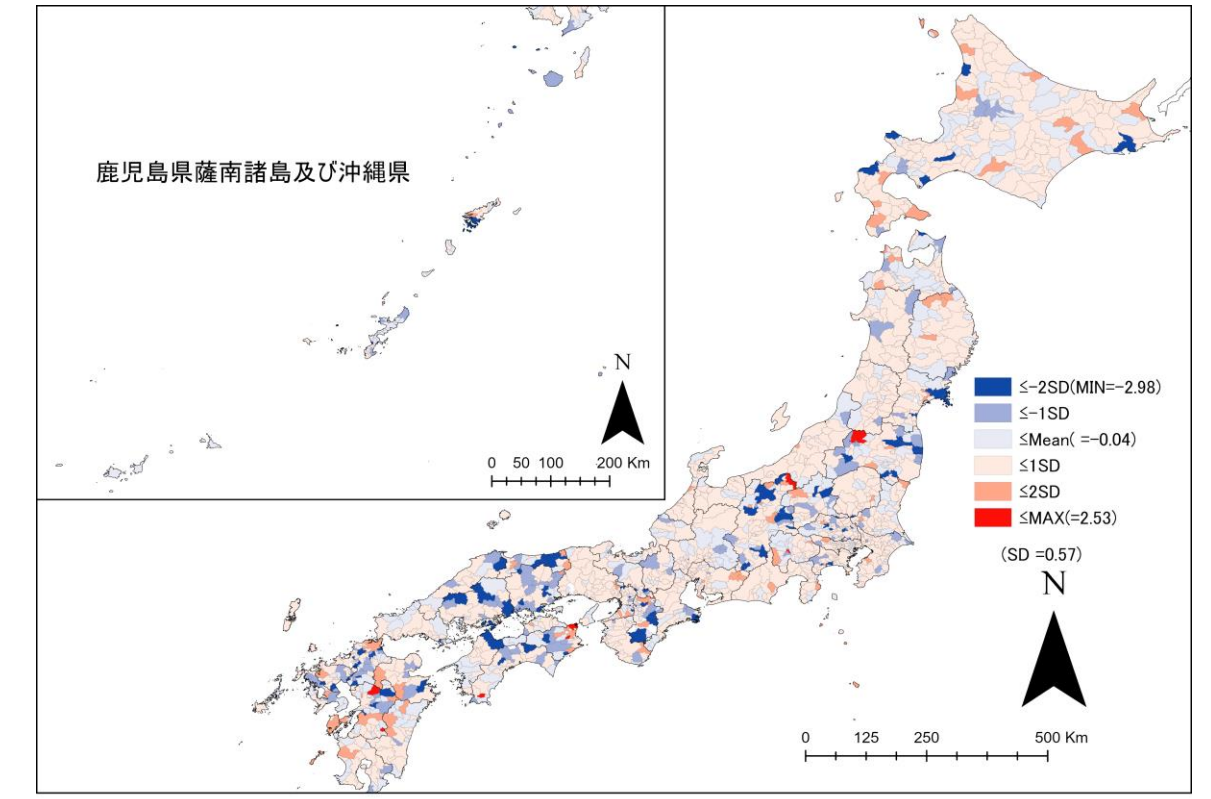 鹿児島県薩南諸島及び沖縄県
N
0 50 100 200 Km
≤-2SD(MIN=-2.98)
≤-1SD
≤Mean( =-0.04)
≤1SD
≤2SD
≤MAX(=2.53)
(SD =0.57)
N
0 125 250 500 Km